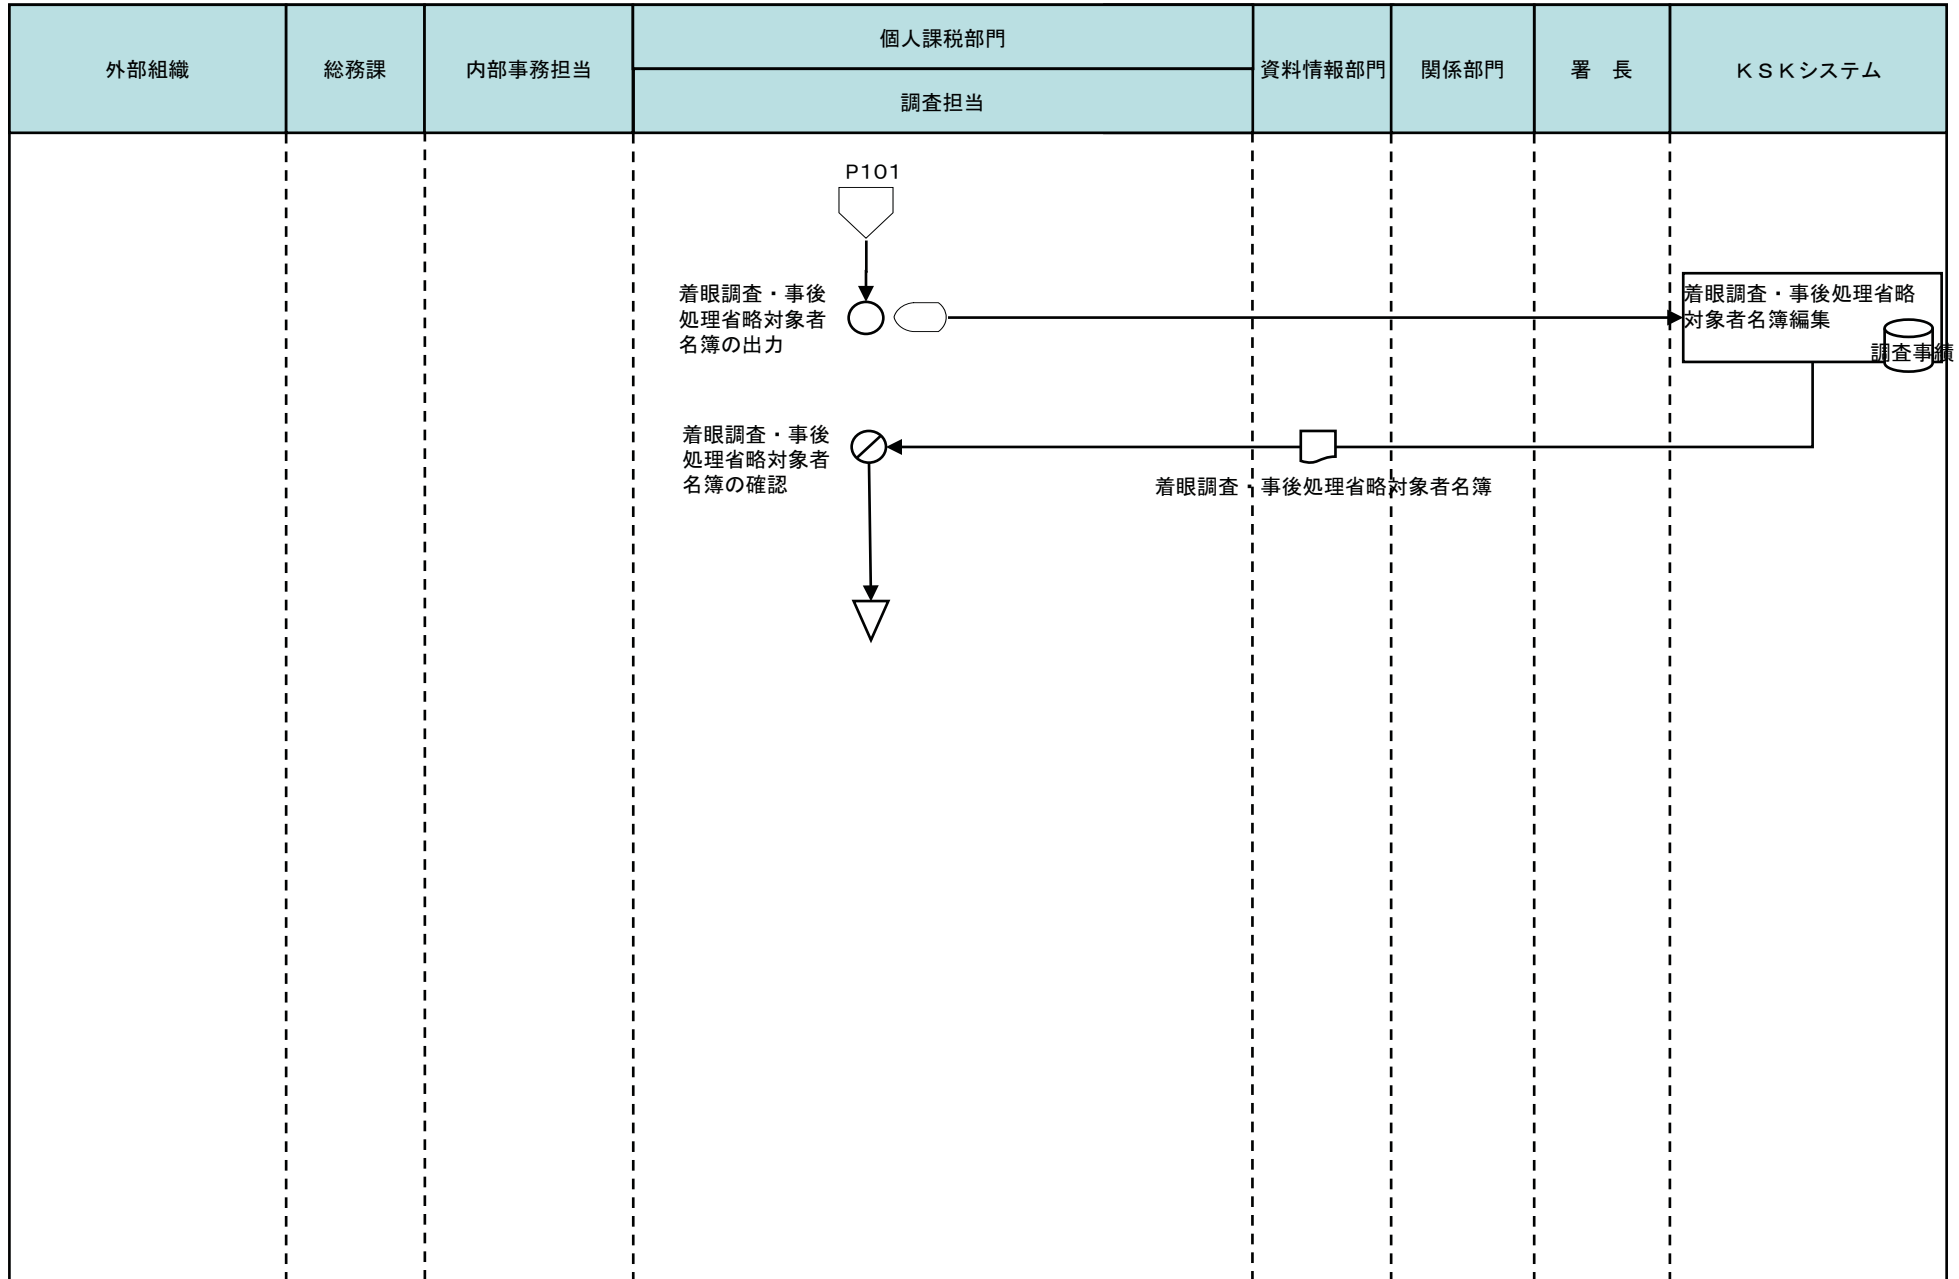 外部組織
総務課
内部事務担当
個人課税部門
調査担当
資料情報部門
関係部門
署　長
ＫＳＫシステム
P101
着眼調査・事後
処理省略対象者
名簿の出力
着眼調査・事後処理省略
対象者名簿編集
調査事績
着眼調査・事後
処理省略対象者
名簿の確認
着眼調査・事後処理省略対象者名簿